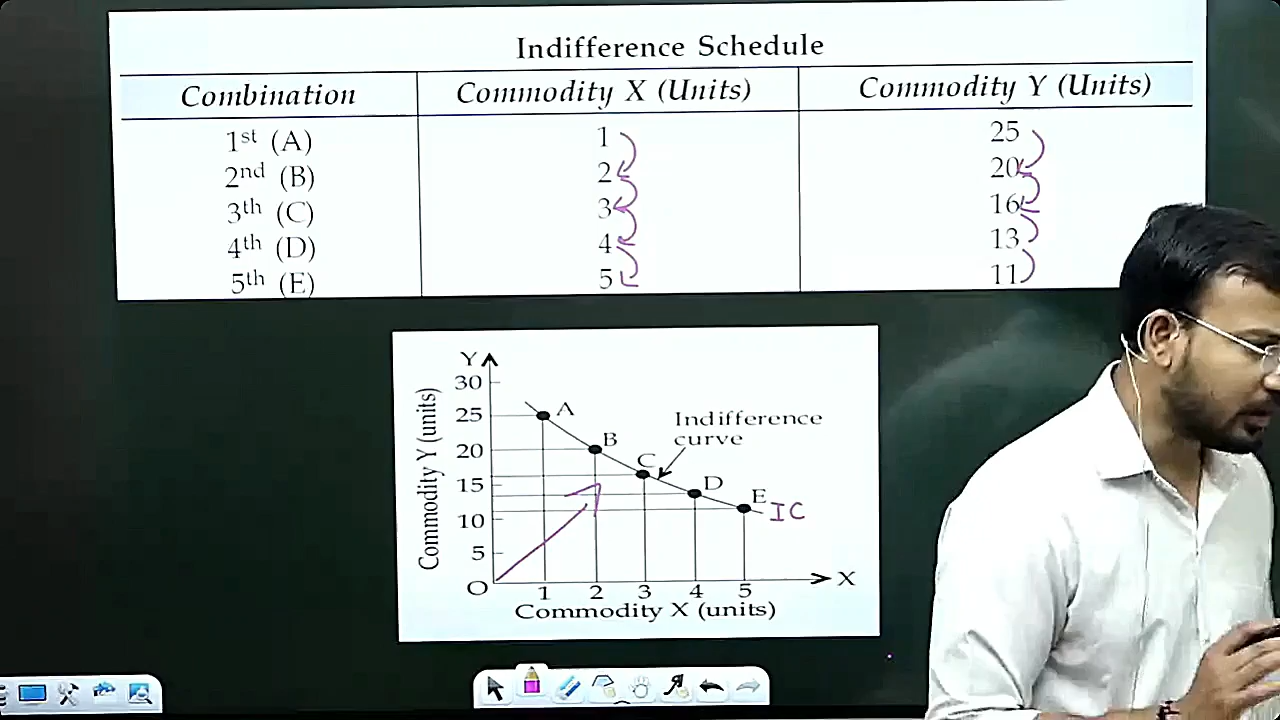 Indifference Schedule
Combination Commodity X (Units) Commodity Y (Units)
1st (A) 1 25
2nd (B) 2 20
3th (C) 3 16
4th (D) 4 13
5th (E) 5 11
Y
30
25
20
15
10
5
O
Commodity Y (units)
A
B
C
D
E
Indifference
curve
IC
1 2 3 4 5
X
Commodity X (units)